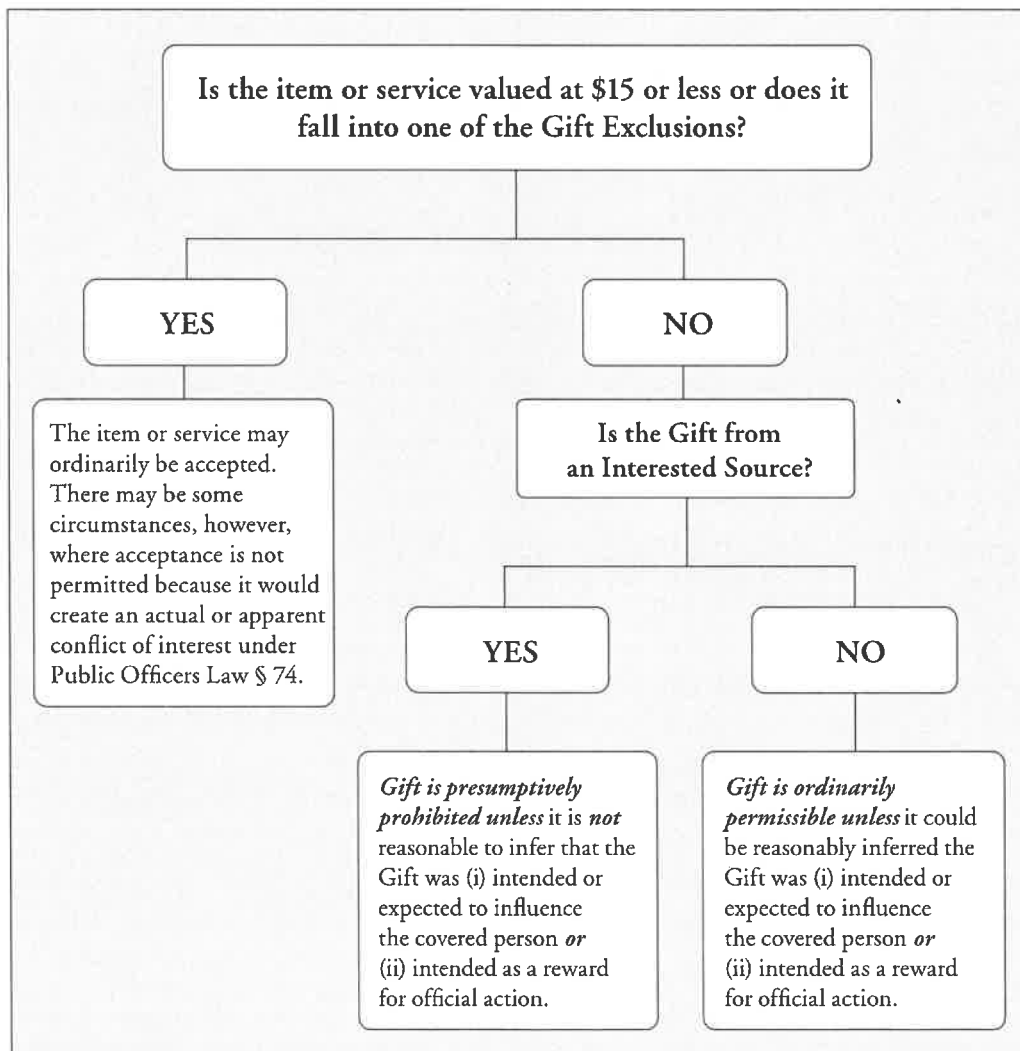 Is the item or service valued at $15 or less or does it
fall into one of the Gift Exclusions?
YES
NO
The item or service may
ordinarily be accepted.
There may be some
circumstances, however,
where acceptance is not
permitted because it would
create an actual or apparent
conflict of interest under
Public Officers Law § 74.
Is the Gift from
an Interested Source?
YES
NO
Gift is presumptively
prohibited unless it is not
reasonable to infer that the
Gift was (i) intended or
expected to influence
the covered person or
(ii) intended as a reward
for official action.
Gift is ordinarily
permissible unless it could
be reasonably inferred the
Gift was (i) intended or
expected to influence
the covered person or
(ii) intended as a reward
for official action.